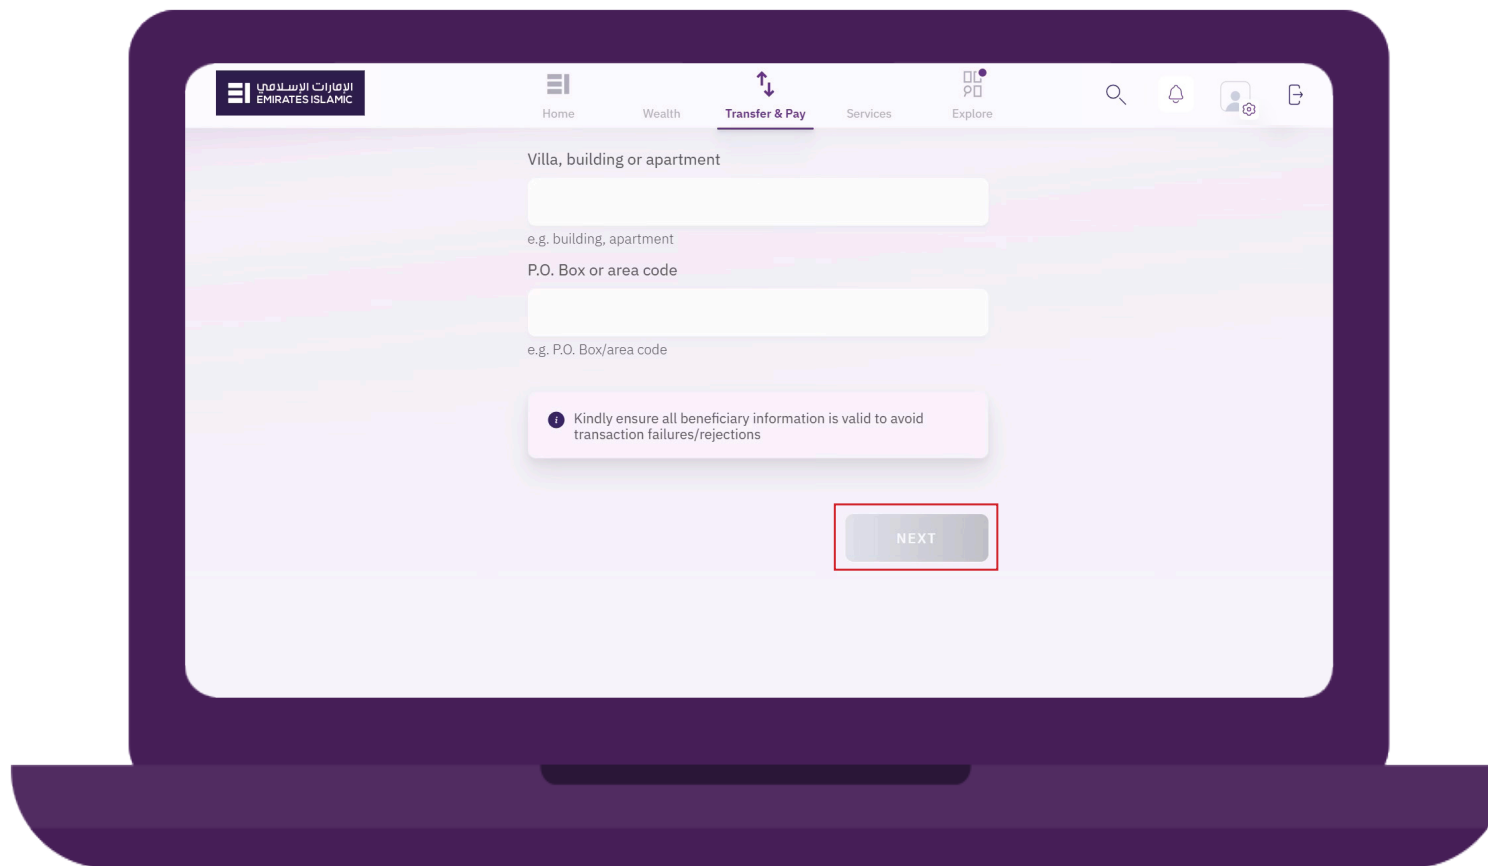 الإمارات الإسلامي
EMIRATES ISLAMIC
Home
Wealth
Transfer & Pay
Services
Explore
Villa, building or apartment
e.g. building, apartment
P.O. Box or area code
e.g. P.O. Box/area code
Kindly ensure all beneficiary information is valid to avoid
transaction failures/rejections
NEXT